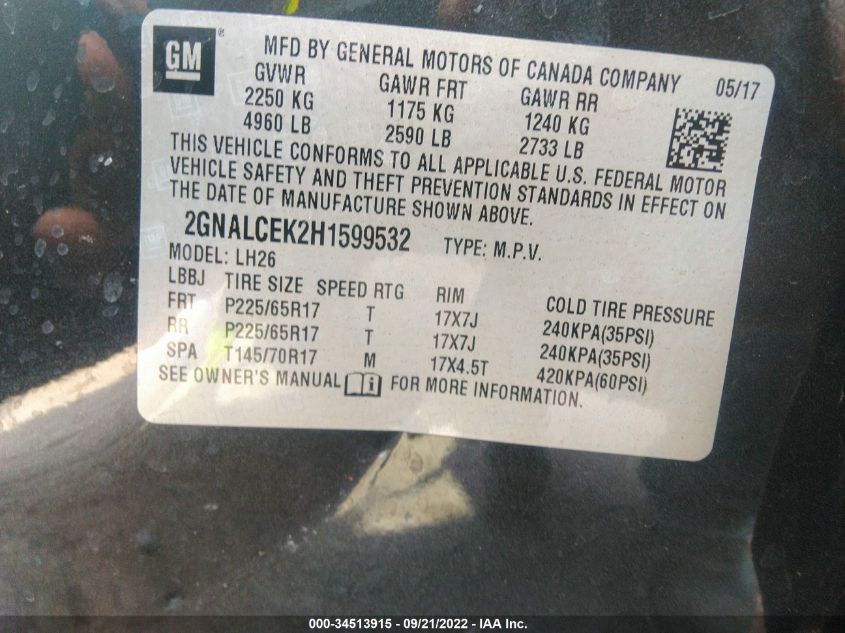 GM ®
MFD BY GENERAL MOTORS OF CANADA COMPANY 05/17
GVWR GAWR FRT GAWR RR
2250 KG 1175 KG 1240 KG
4960 LB 2590 LB 2733 LB
THIS VEHICLE CONFORMS TO ALL APPLICABLE U.S. FEDERAL MOTOR
VEHICLE SAFETY AND THEFT PREVENTION STANDARDS IN EFFECT ON
THE DATE OF MANUFACTURE SHOWN ABOVE.
2GNALCEK2H1599532 TYPE: M.P.V.
MODEL: LH26
LBBJ TIRE SIZE SPEED RTG RIM COLD TIRE PRESSURE
FRT P225/65R17 T 17X7J 240KPA(35PSI)
RR P225/65R17 T 17X7J 240KPA(35PSI)
SPA T145/70R17 M 17X4.5T 420KPA(60PSI)
SEE OWNER'S MANUAL FOR MORE INFORMATION.
000-34513915 - 09/21/2022 - IAA Inc.